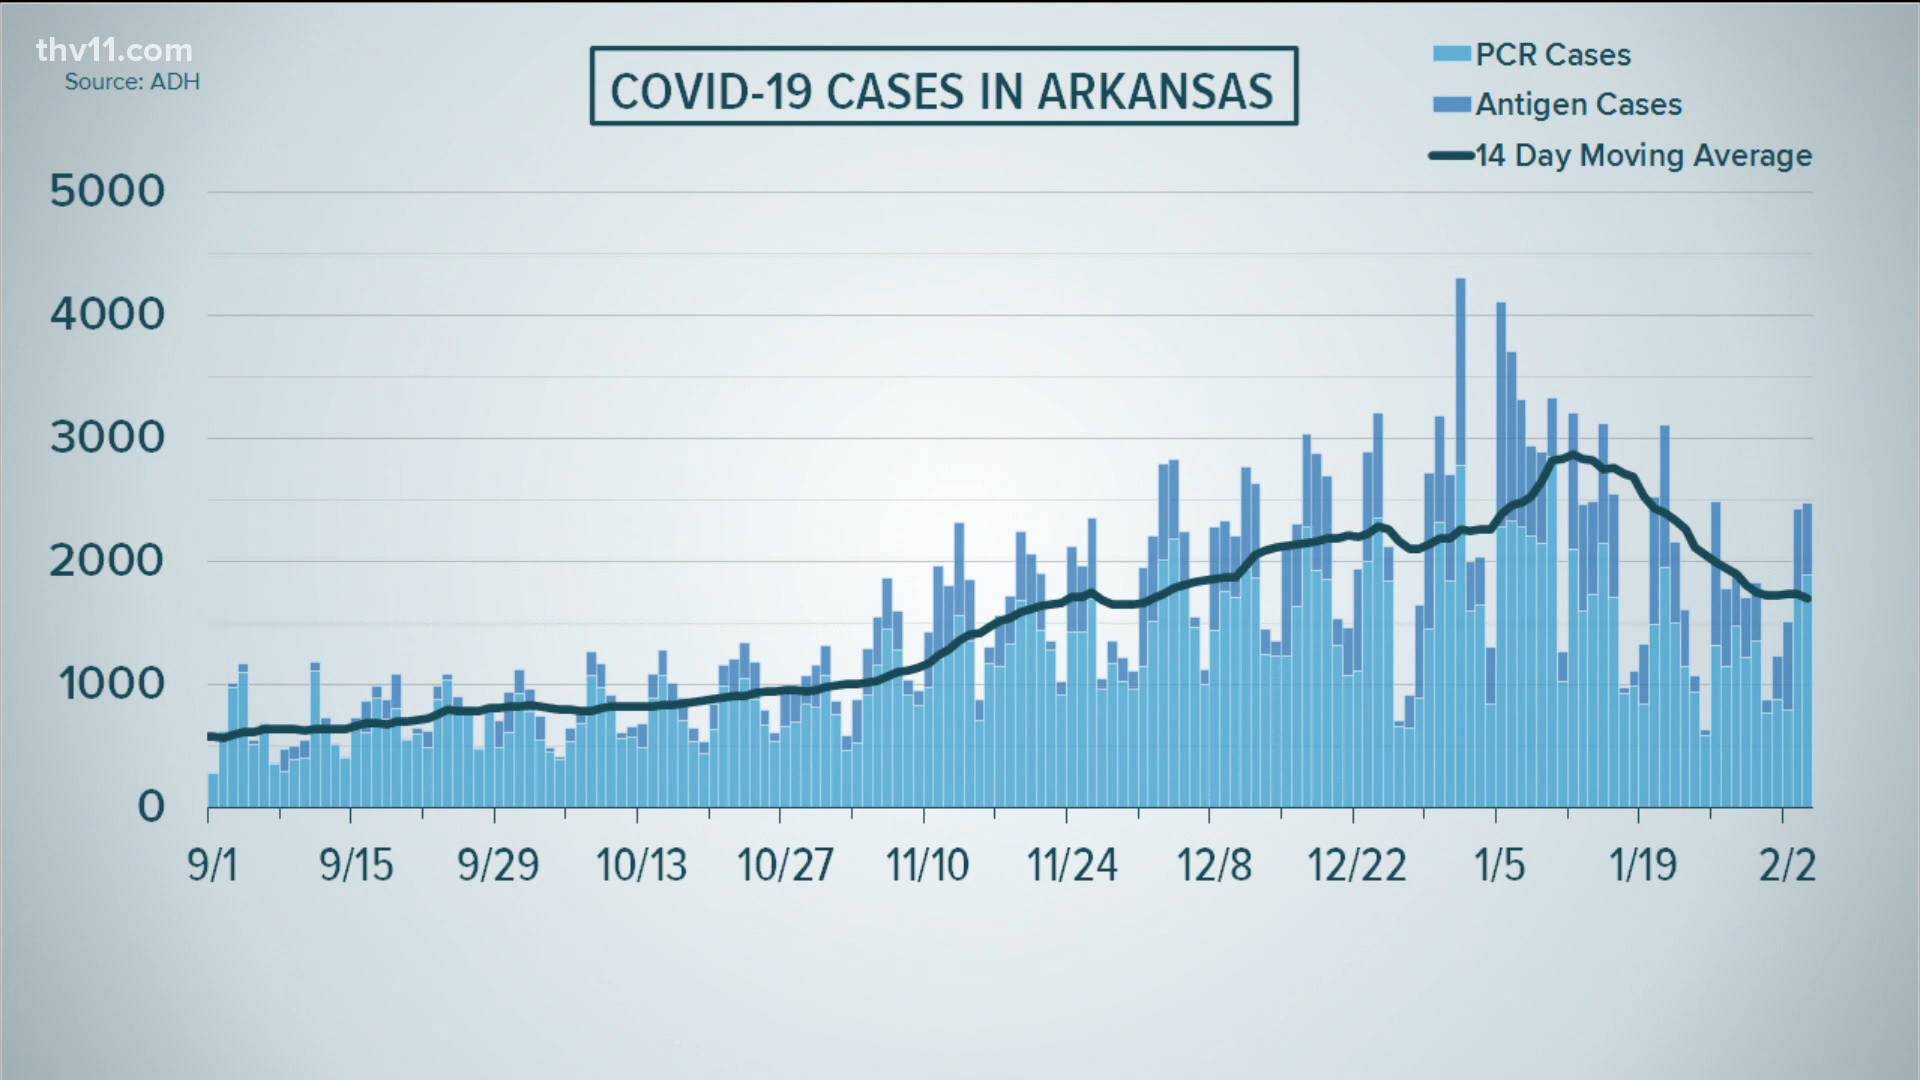 thv11.com
Source: ADH
COVID-19 CASES IN ARKANSAS
PCR Cases
Antigen Cases
14 Day Moving Average
5000
4000
3000
2000
1000
0
9/1 9/15 9/29 10/13 10/27 11/10 11/24 12/8 12/22 1/5 1/19 2/2